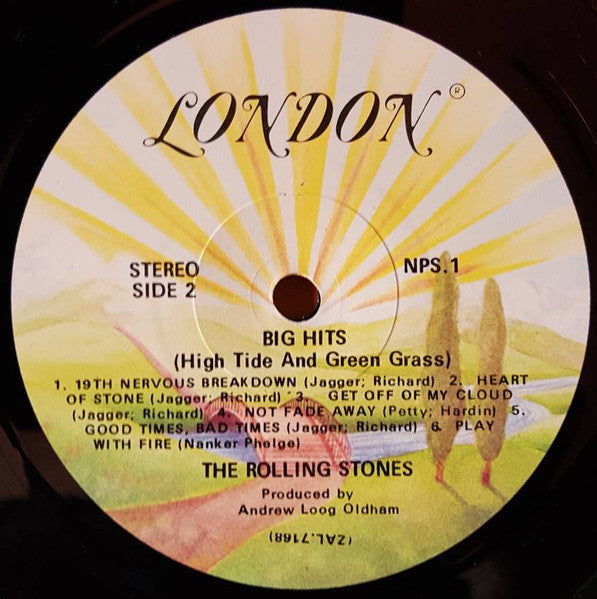 LONDON®
STEREO
SIDE 2
NPS.1
BIG HITS
(High Tide And Green Grass)
1. 19TH NERVOUS BREAKDOWN (Jagger; Richard) 2. HEART
OF STONE (Jagger; Richard) 3. GET OFF OF MY CLOUD
(Jagger; Richard) 4. NOT FADE AWAY (Petty; Hardin) 5.
GOOD TIMES, BAD TIMES (Jagger; Richard) 6. PLAY
WITH FIRE (Nanker Phelge)
THE ROLLING STONES
Produced by
Andrew Loog Oldham
(ZAL.7168)